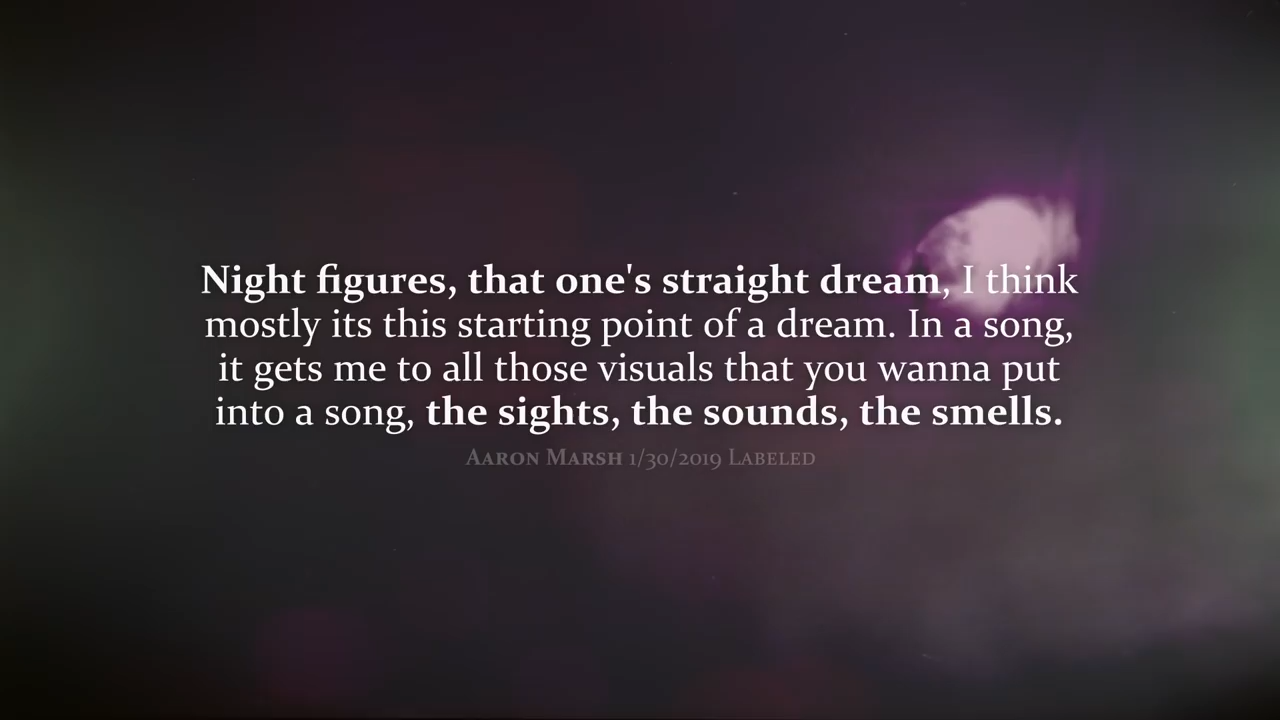 Night figures, that one's straight dream, I think
mostly its this starting point of a dream. In a song,
it gets me to all those visuals that you wanna put
into a song, the sights, the sounds, the smells.
Aaron Marsh 1/30/2019 Labeled